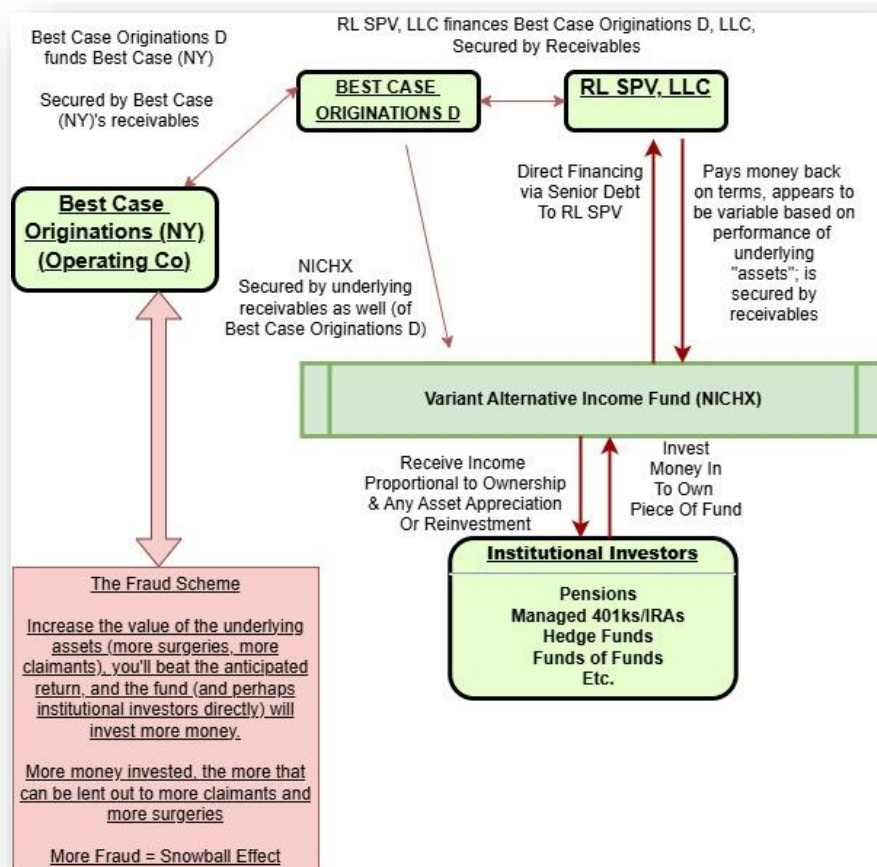 RL SPV, LLC finances Best Case Originations D, LLC,
Secured by Receivables
Best Case Originations D
funds Best Case (NY)
Secured by Best Case
(NY)'s receivables
BEST CASE
ORIGINATIONS D
RL SPV, LLC
Best Case
Originations (NY)
(Operating Co)
Direct Financing
via Senior Debt
To RL SPV
Pays money back
on terms, appears to
be variable based on
performance of
underlying
"assets"; is
secured by
receivables
NICHX
Secured by underlying
receivables as well (of
Best Case Originations D)
Variant Alternative Income Fund (NICHX)
Receive Income
Proportional to Ownership
& Any Asset Appreciation
Or Reinvestment
Invest
Money In
To Own
Piece Of Fund
Institutional Investors
Pensions
Managed 401ks/IRAs
Hedge Funds
Funds of Funds
Etc.
The Fraud Scheme
Increase the value of the underlying
assets (more surgeries, more
claimants), you'll beat the anticipated
return, and the fund (and perhaps
institutional investors directly) will
invest more money.
More money invested, the more that
can be lent out to more claimants and
more surgeries
More Fraud = Snowball Effect